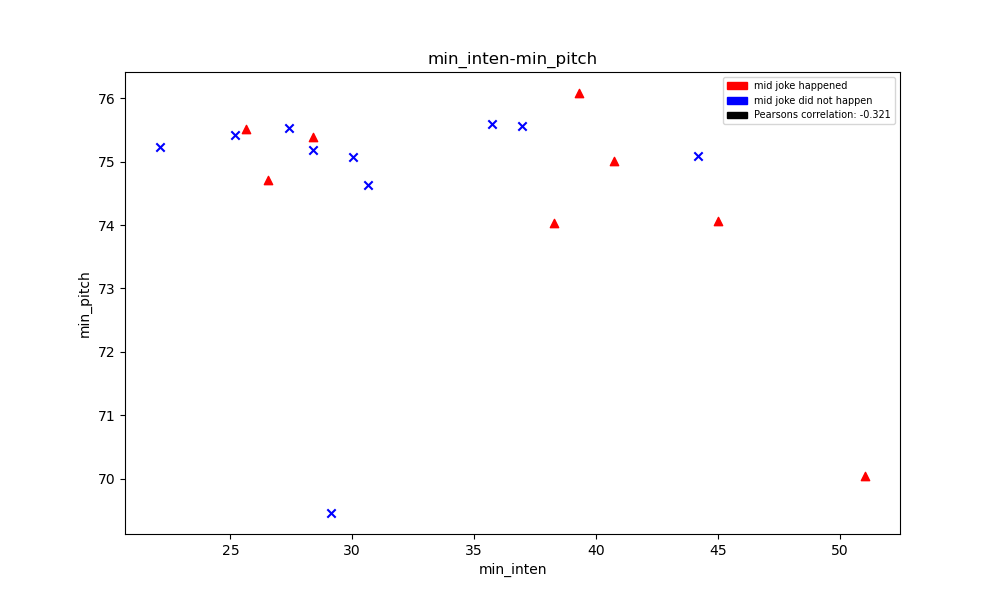 min_inten-min_pitch
mid joke happened
mid joke did not happen
Pearsons correlation: -0.321
76
75
74
73
72
71
70
min_pitch
25
30
35
40
45
50
min_inten